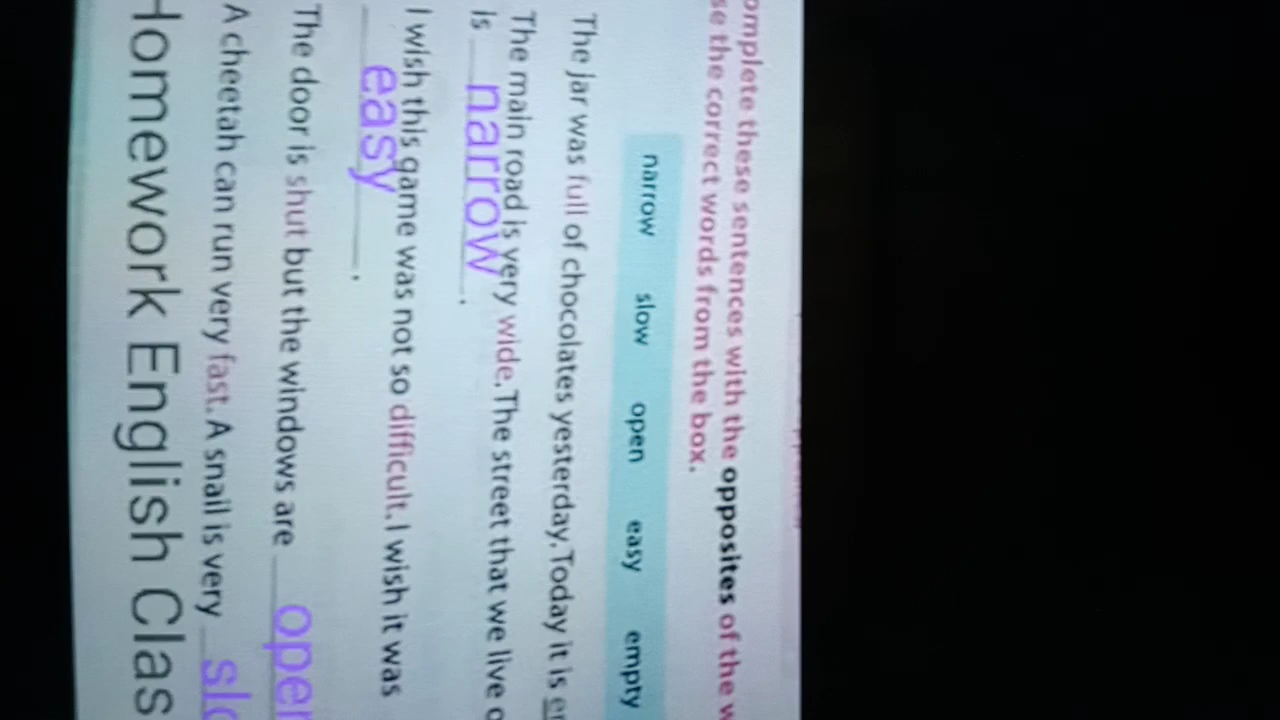 omplete these sentences with the opposites of the w
se the correct words from the box.
narrow slow open easy empty
The jar was full of chocolates yesterday. Today it is
The main road is very wide. The street that we live
is narrow.
I wish this game was not so difficult. I wish it was
easy.
The door is shut but the windows are open
A cheetah can run very fast. A snail is very
Homework English Clas